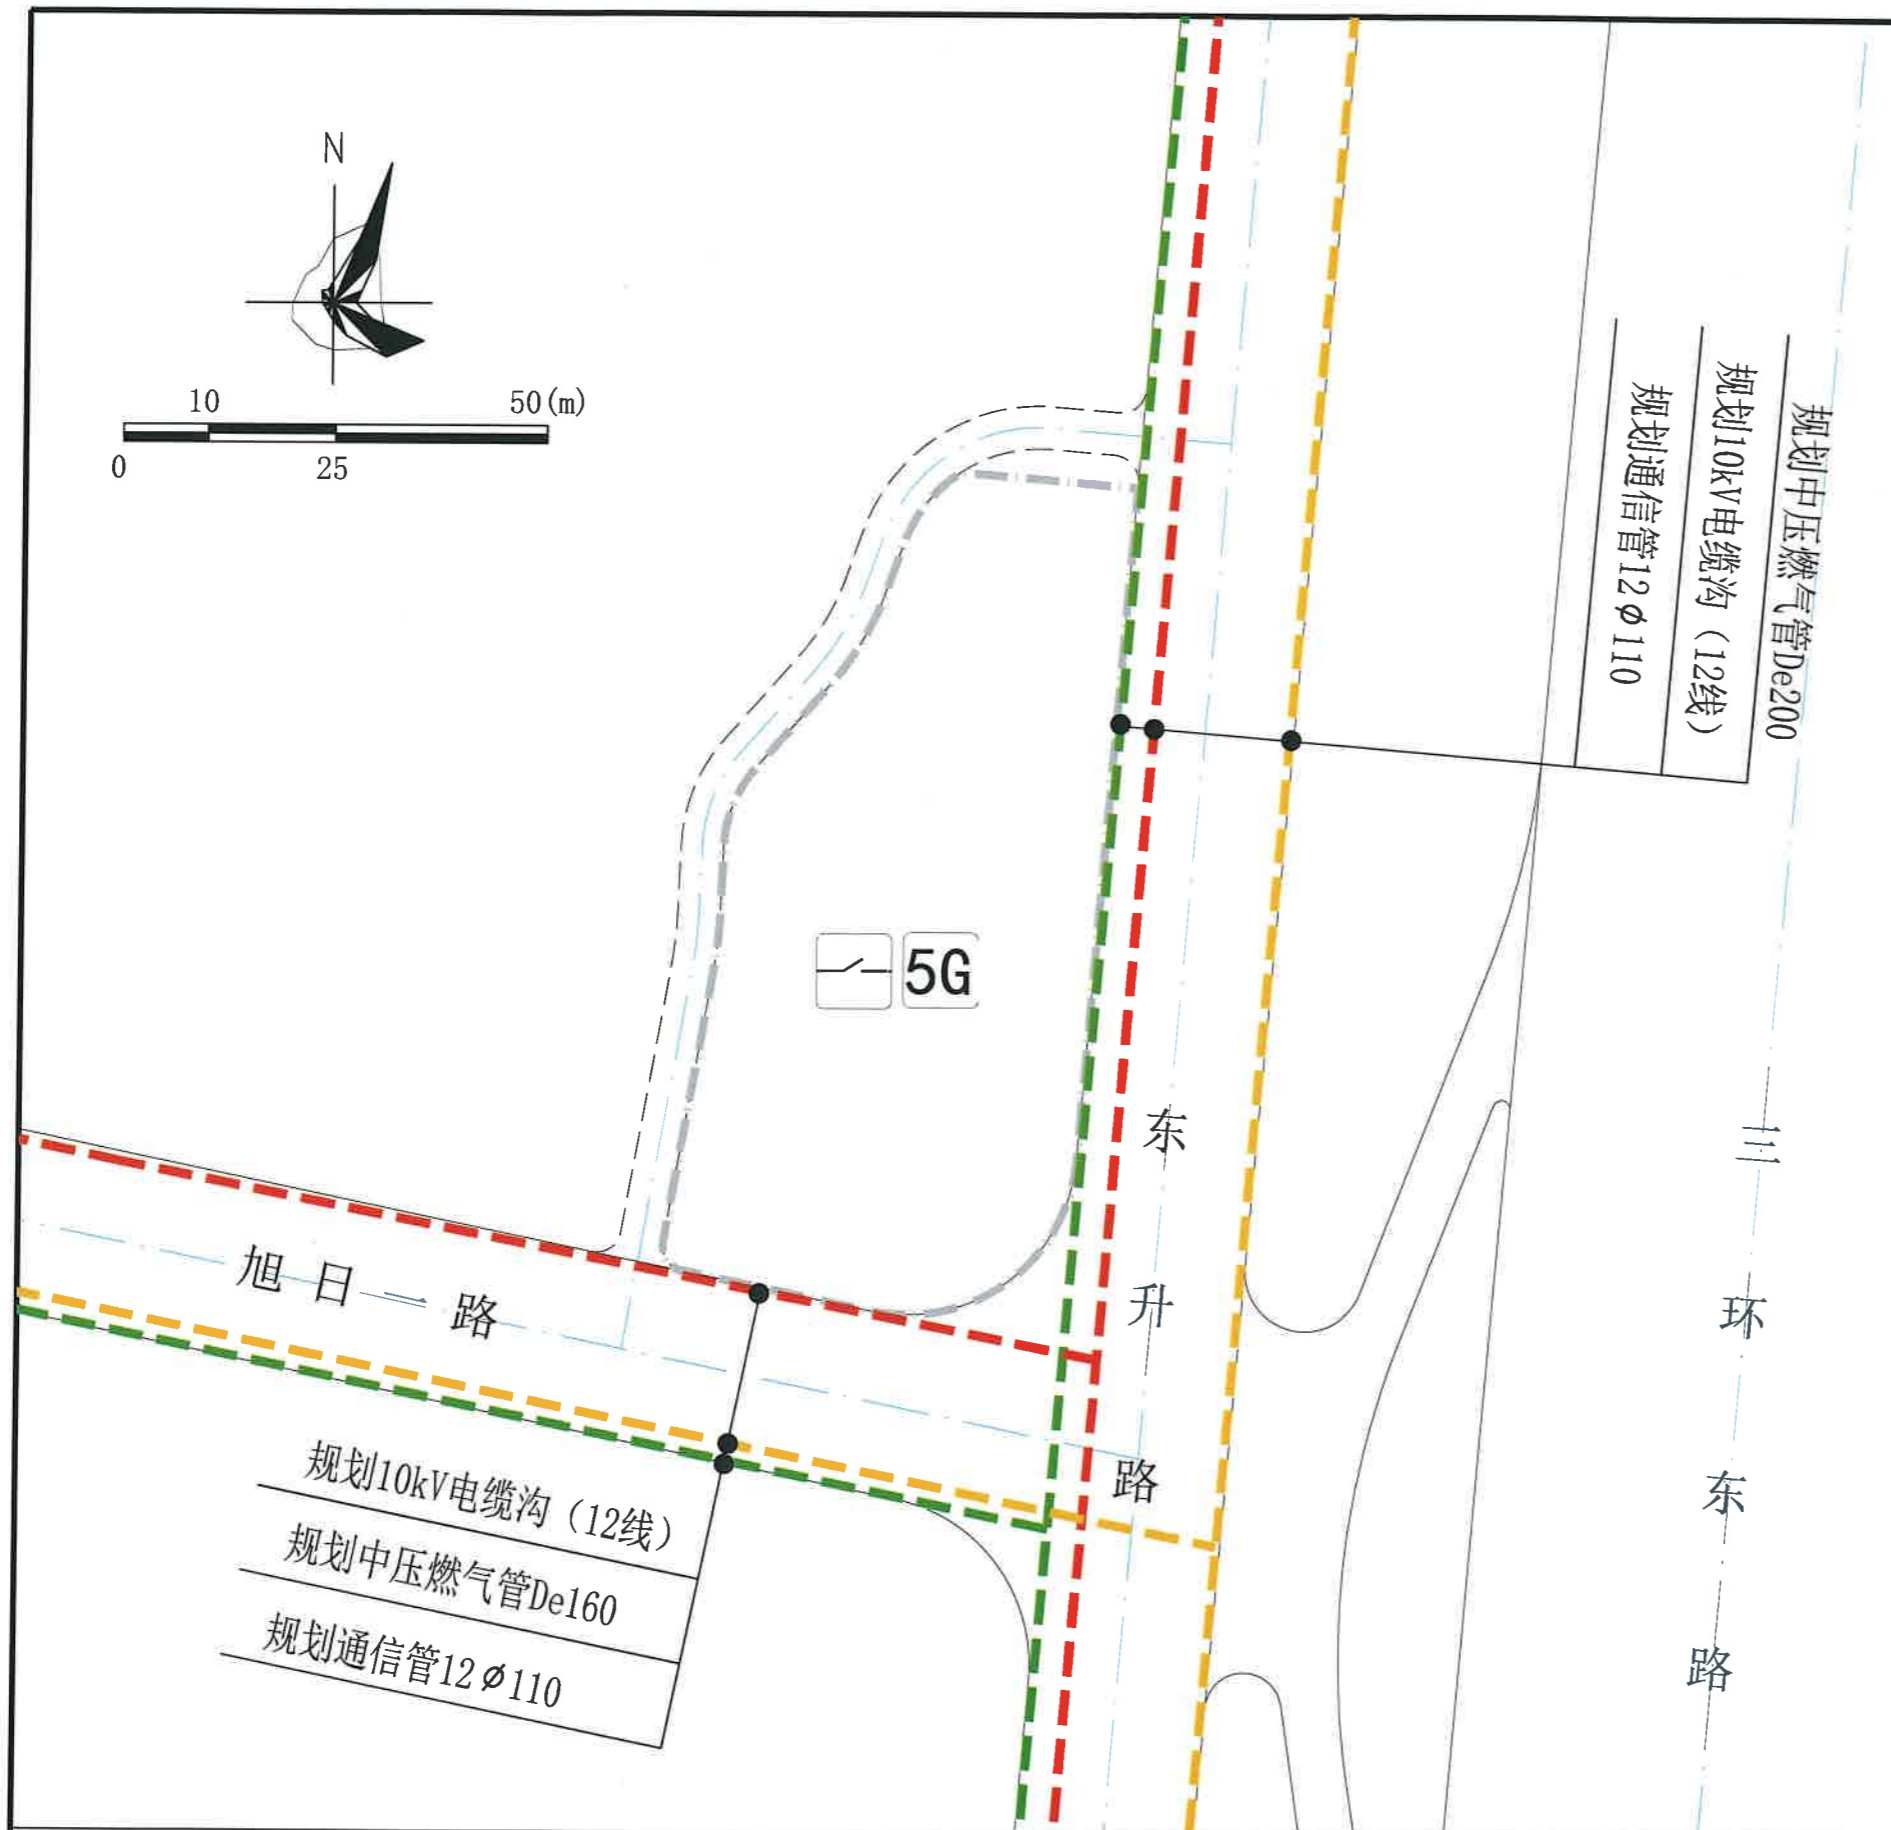 N
10 50(m)
0 25
规划中压燃气管De200
规划10kV电缆沟（12线）
规划通信管12φ110
5G
东升路
三环东路
旭日一路
规划10kV电缆沟（12线）
规划中压燃气管De160
规划通信管12φ110